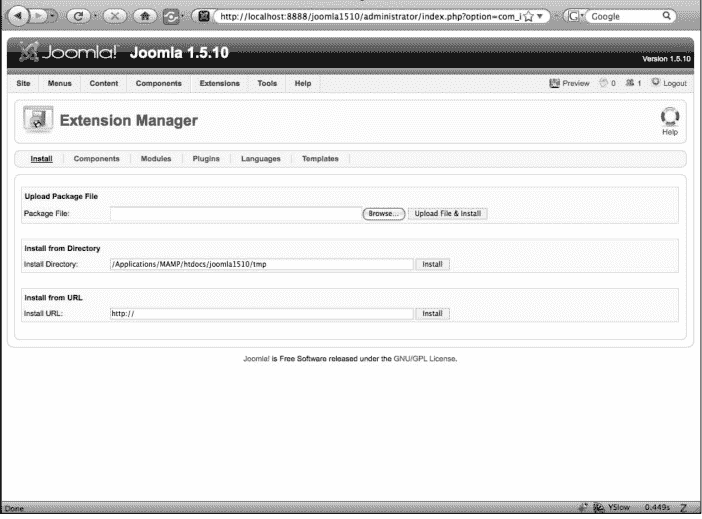 http://localhost:8888/joomla1510/administrator/index.php?option=com_i
Google
Joomla! Joomla 1.5.10
Version 1.5.10
Site Menus Content Components Extensions Tools Help Preview 0 1 Logout
Extension Manager
Help
Install Components Modules Plugins Languages Templates
Upload Package File
Package File: Browse... Upload File & Install
Install from Directory
Install Directory: /Applications/MAMP/htdocs/joomla1510/tmp Install
Install from URL
Install URL: http:// Install
Joomla! is Free Software released under the GNU/GPL License.
Done YSlow 0.449s